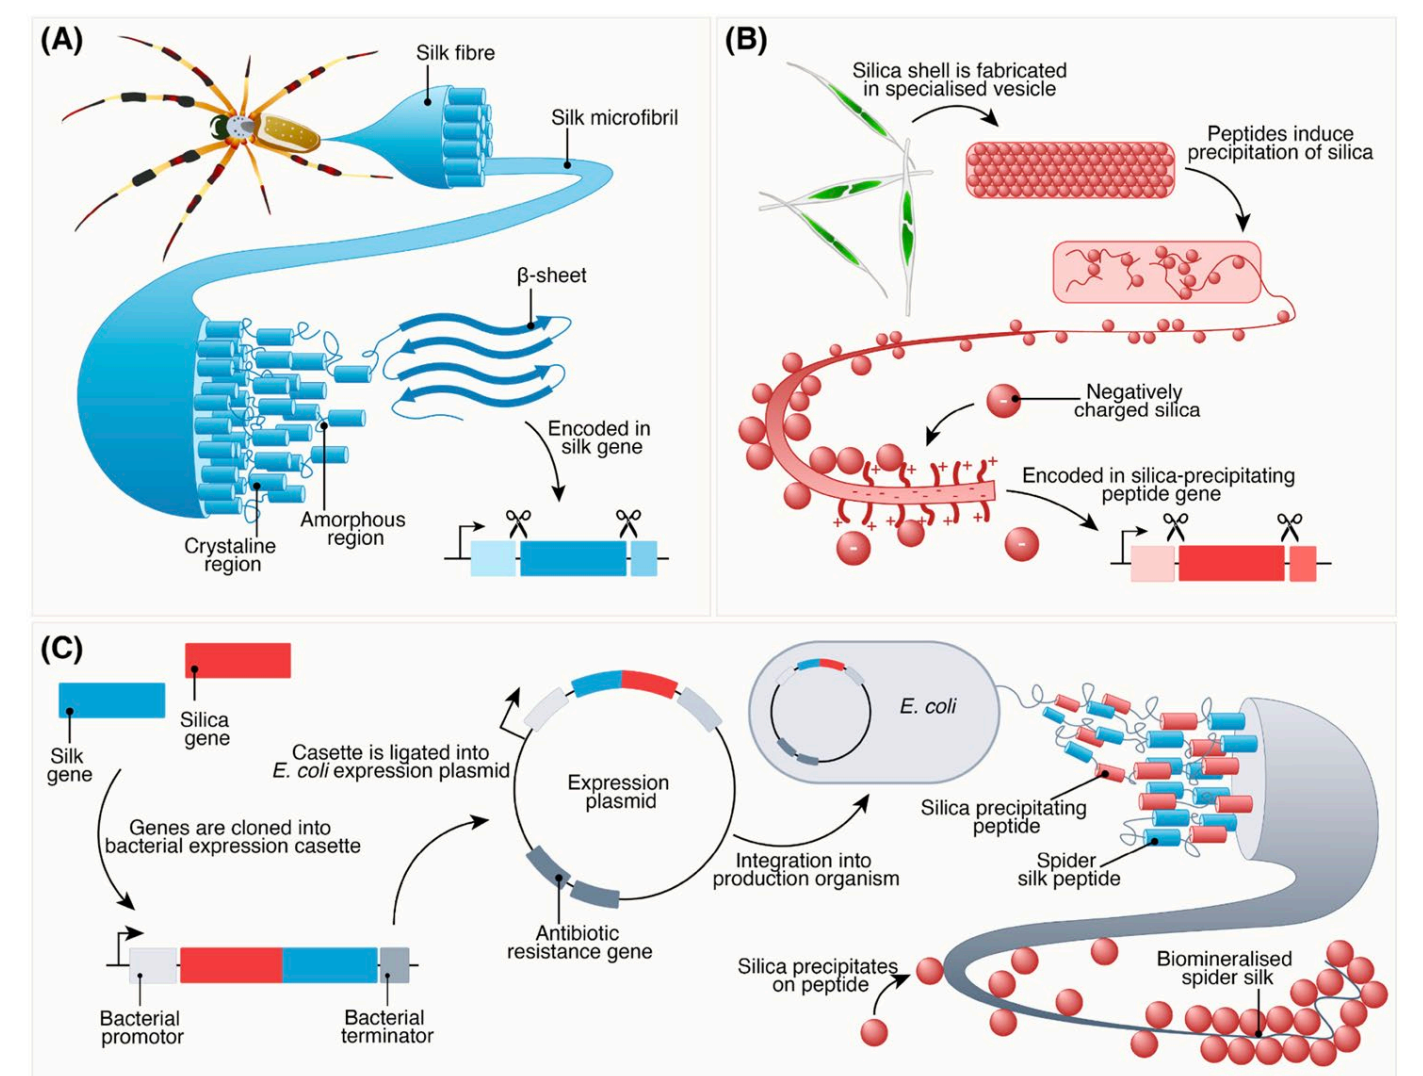 (A)
Silk fibre
Silk microfibril
β-sheet
Encoded in
silk gene
Amorphous
region
Crystaline
region
(B)
Silica shell is fabricated
in specialised vesicle
Peptides induce
precipitation of silica
Negatively
charged silica
-
+ + + + +
- - - - - - -
+ + + + +
- -
Encoded in silica-precipitating
peptide gene
(C)
Silk
gene
Silica
gene
Genes are cloned into
bacterial expression casette
Bacterial
promotor
Bacterial
terminator
Casette is ligated into
E. coli expression plasmid
Expression
plasmid
Antibiotic
resistance gene
Integration into
production organism
E. coli
Silica precipitating
peptide
Spider
silk peptide
Silica precipitates
on peptide
Biomineralised
spider silk